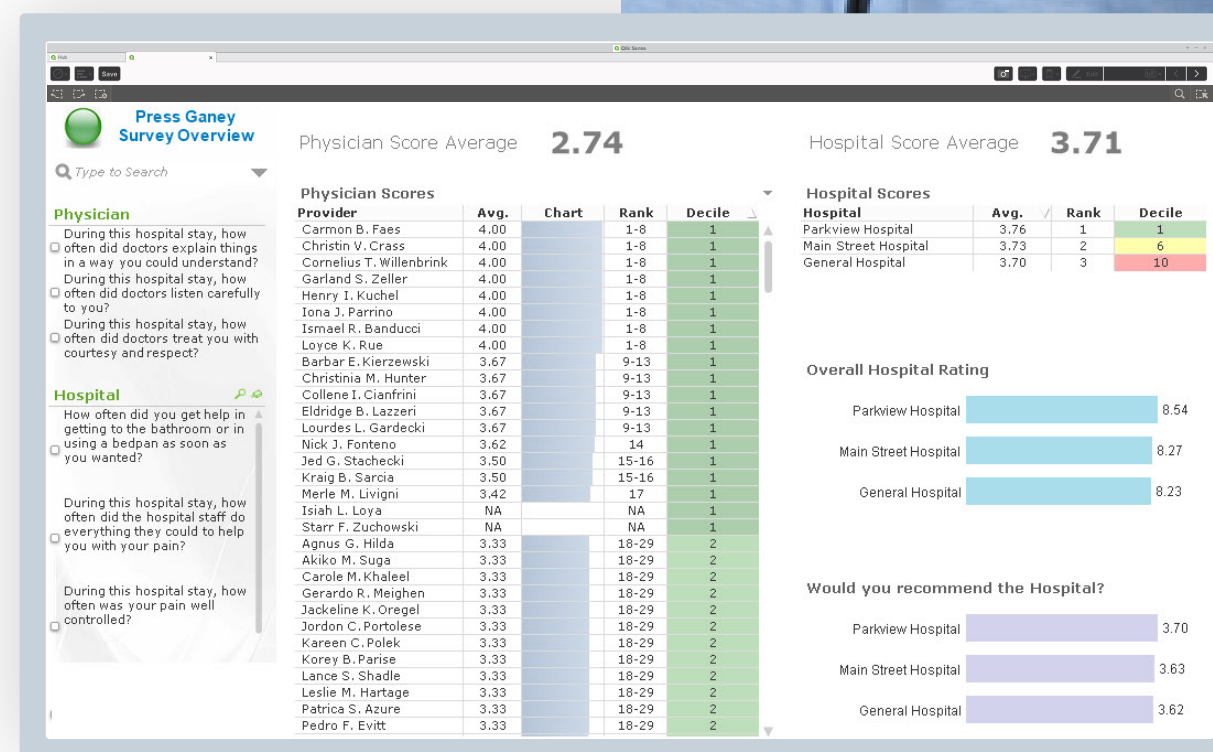 Qlik Sense
Hub
Save
Edit
Press Ganey
Survey Overview
Type to Search
Physician
During this hospital stay, how
often did doctors explain things
in a way you could understand?
During this hospital stay, how
often did doctors listen carefully
to you?
During this hospital stay, how
often did doctors treat you with
courtesy and respect?
Hospital
How often did you get help in
getting to the bathroom or in
using a bedpan as soon as
you wanted?
During this hospital stay, how
often did the hospital staff do
everything they could to help
you with your pain?
During this hospital stay, how
often was your pain well
controlled?
Physician Score Average 2.74
Physician Scores
Provider Avg. Chart Rank Decile
Carmon B. Faes 4.00 1-8 1
Christin V. Crass 4.00 1-8 1
Cornelius T. Willenbrink 4.00 1-8 1
Garland S. Zeller 4.00 1-8 1
Henry I. Kuchel 4.00 1-8 1
Iona J. Parrino 4.00 1-8 1
Ismael R. Banducci 4.00 1-8 1
Loyce K. Rue 4.00 1-8 1
Barbar E. Kierzewski 3.67 9-13 1
Christinia M. Hunter 3.67 9-13 1
Collene I. Cianfrini 3.67 9-13 1
Eldridge B. Lazzeri 3.67 9-13 1
Lourdes L. Gardecki 3.67 9-13 1
Nick J. Fonteno 3.62 14 1
Jed G. Stachecki 3.50 15-16 1
Kraig B. Sarcia 3.50 15-16 1
Merle M. Livigni 3.42 17 1
Isiah L. Loya NA NA 1
Starr F. Zuchowski NA NA 1
Agnus G. Hilda 3.33 18-29 2
Akiko M. Suga 3.33 18-29 2
Carole M. Khaleel 3.33 18-29 2
Gerardo R. Meighen 3.33 18-29 2
Jackeline K. Oregel 3.33 18-29 2
Jordon C. Portolese 3.33 18-29 2
Kareen C. Polek 3.33 18-29 2
Korey B. Parise 3.33 18-29 2
Lance S. Shadle 3.33 18-29 2
Leslie M. Hartage 3.33 18-29 2
Patrica S. Azure 3.33 18-29 2
Pedro F. Evitt 3.33 18-29 2
Hospital Score Average 3.71
Hospital Scores
Hospital Avg. Rank Decile
Parkview Hospital 3.76 1 1
Main Street Hospital 3.73 2 6
General Hospital 3.70 3 10
Overall Hospital Rating
Parkview Hospital 8.54
Main Street Hospital 8.27
General Hospital 8.23
Would you recommend the Hospital?
Parkview Hospital 3.70
Main Street Hospital 3.63
General Hospital 3.62